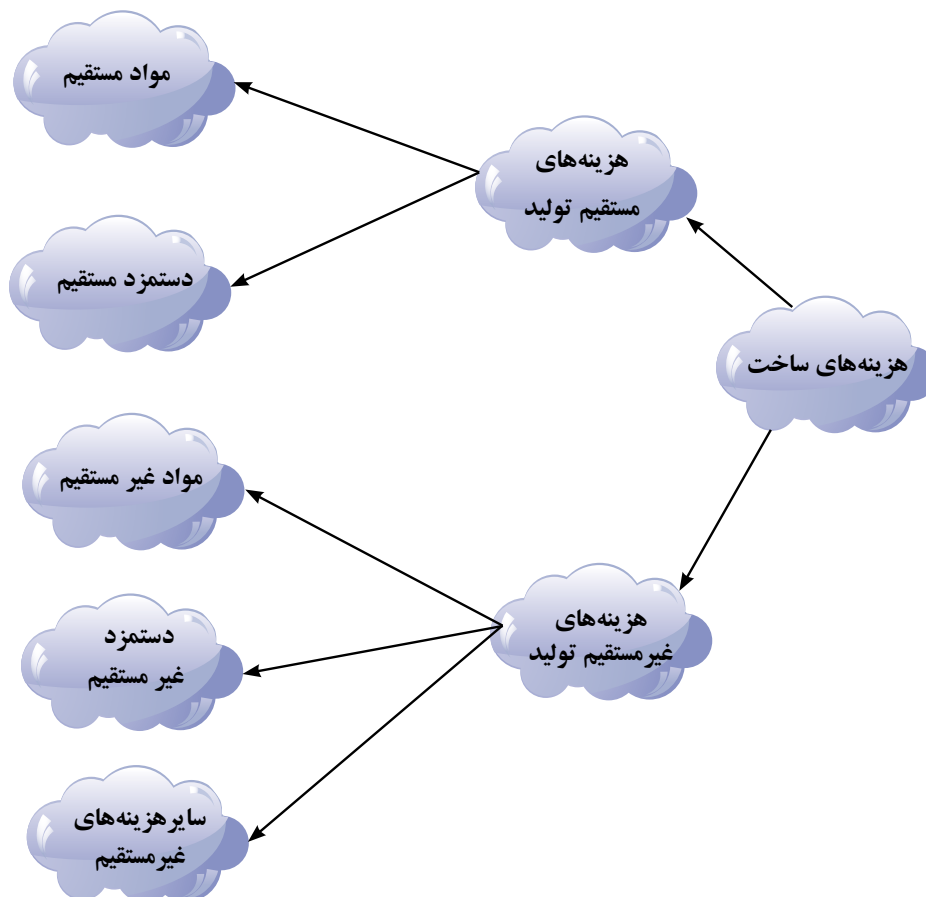 هزینه‌های ساخت
هزینه‌های
مستقیم تولید
مواد مستقیم
دستمزد مستقیم
هزینه‌های
غیرمستقیم تولید
مواد غیر مستقیم
دستمزد
غیر مستقیم
سایرهزینه‌های
غیرمستقیم